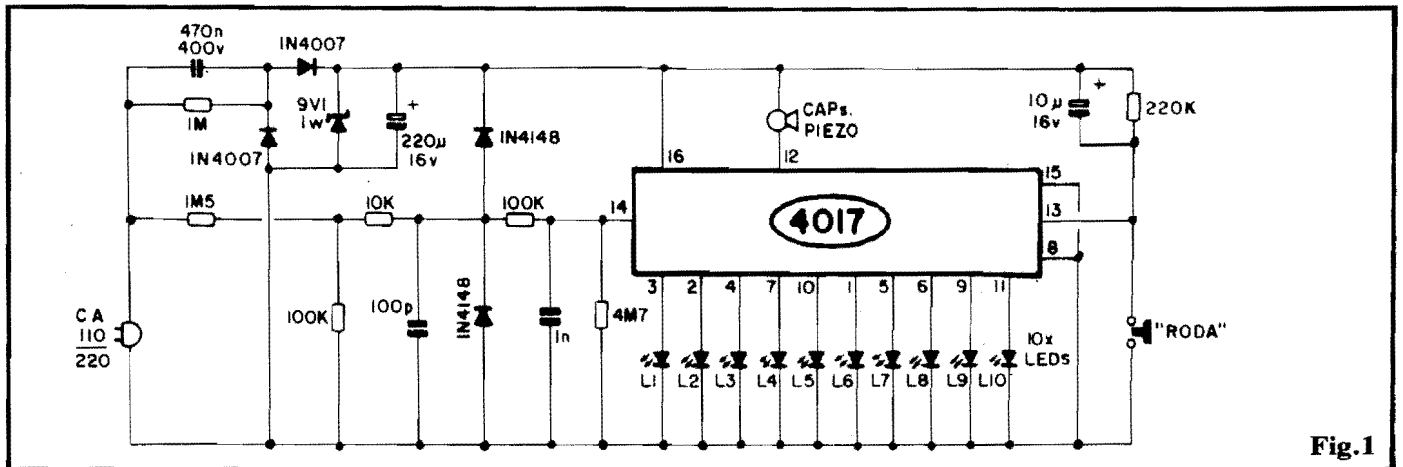 470n
400v
1N4007
1M
9V1
1w
+
220µ
16v
1N4007
1N4148
CAPs.
PIEZO
10µ
16v
+
220K
16
12
15
13
8
14
4017
1M5
10K
100K
100K
100p
1N4148
1n
4M7
3
2
4
7
10
1
5
6
9
11
CA
110
220
L1
L2
L3
L4
L5
L6
L7
L8
L9
L10
10x
LEDS
"RODA"
Fig.1